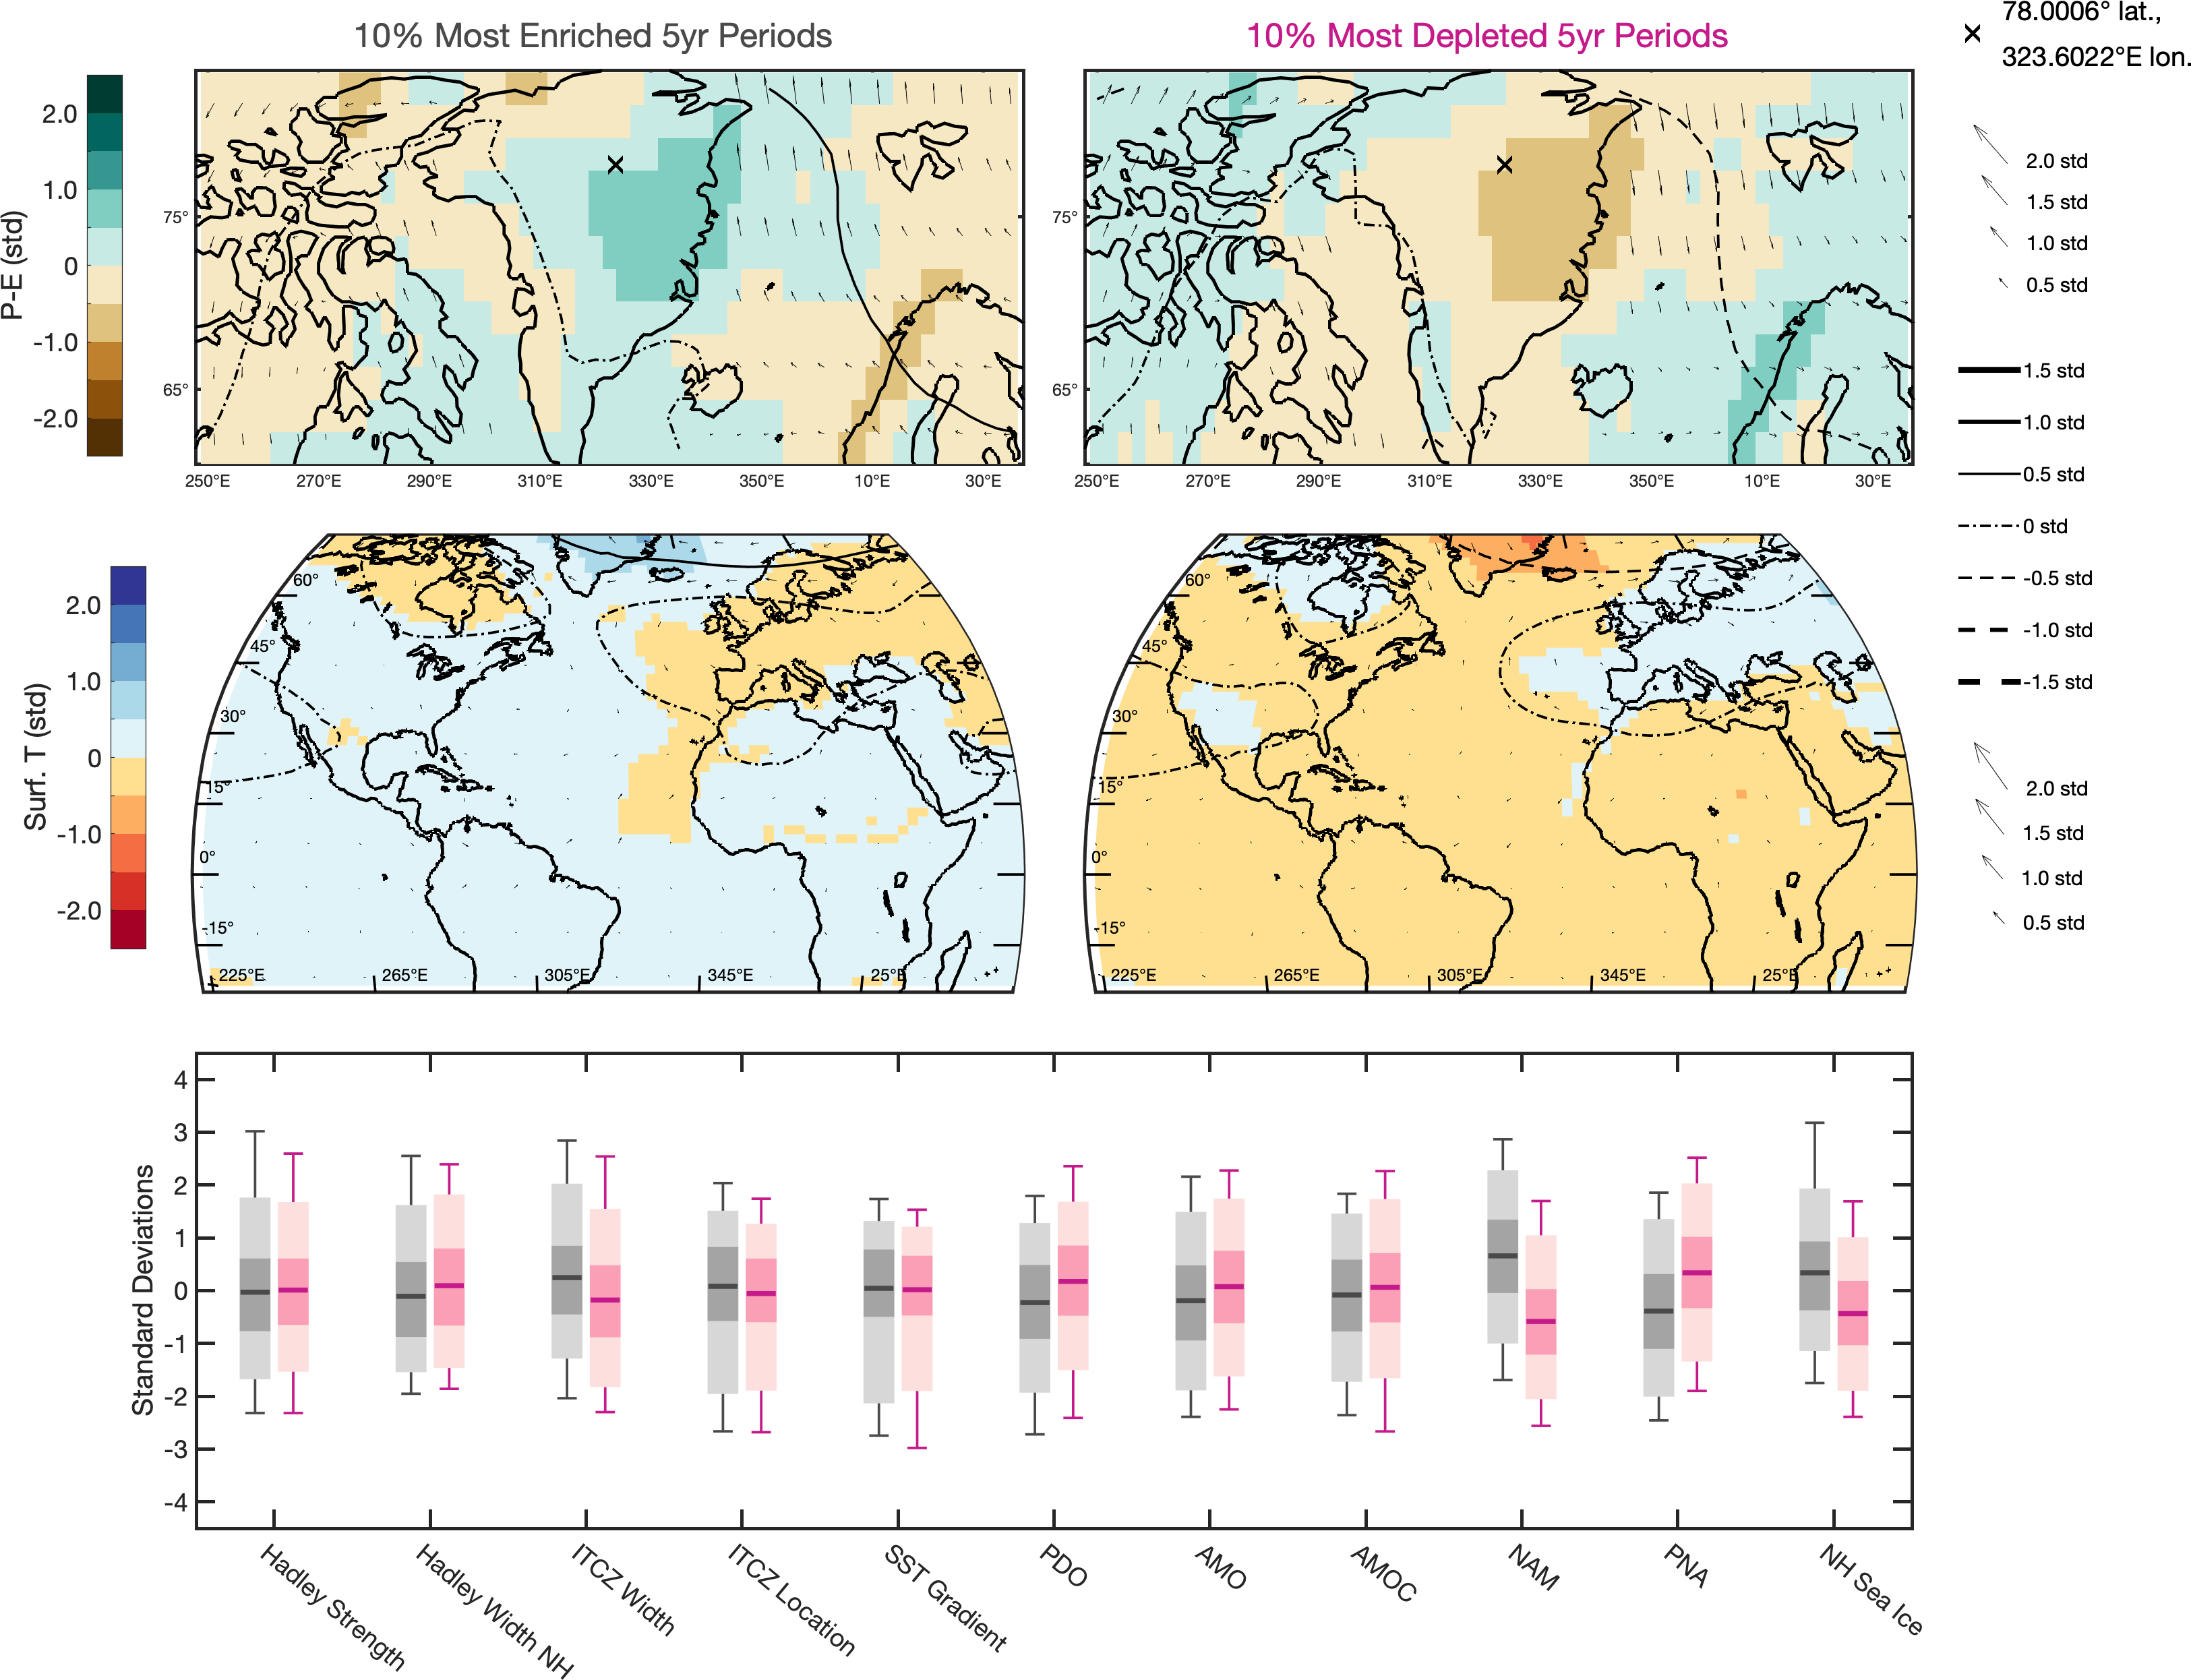 10% Most Enriched 5yr Periods
10% Most Depleted 5yr Periods
78.0006° lat.,
323.6022°E lon.
P-E (std)
2.0
1.0
0
-1.0
-2.0
75°
65°
250°E
270°E
290°E
310°E
330°E
350°E
10°E
30°E
75°
65°
250°E
270°E
290°E
310°E
330°E
350°E
10°E
30°E
2.0 std
1.5 std
1.0 std
0.5 std
1.5 std
1.0 std
0.5 std
0 std
-0.5 std
-1.0 std
-1.5 std
Surf. T (std)
2.0
1.0
0
-1.0
-2.0
60°
45°
30°
15°
0°
-15°
225°E
265°E
305°E
345°E
25°E
60°
45°
30°
15°
0°
-15°
225°E
265°E
305°E
345°E
25°E
2.0 std
1.5 std
1.0 std
0.5 std
Standard Deviations
4
3
2
1
0
-1
-2
-3
-4
Hadley Strength
Hadley Width NH
ITCZ Width
ITCZ Location
SST Gradient
PDO
AMO
AMOC
NAM
PNA
NH Sea Ice